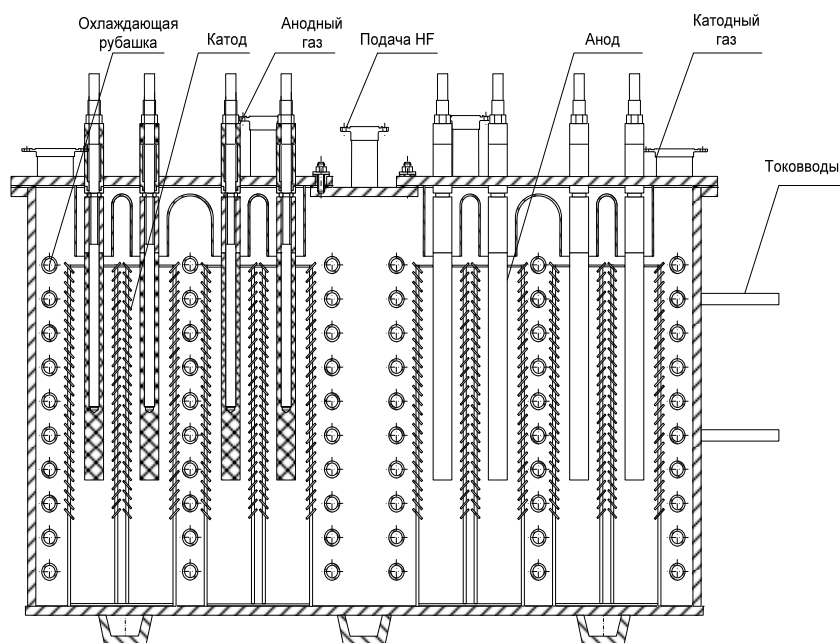 Охлаждающая
рубашка
Катод
Анодный
газ
Подача HF
Анод
Катодный
газ
Токовводы